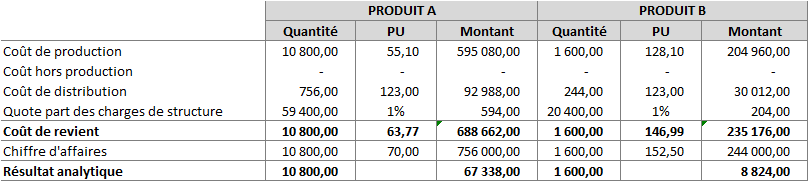 PRODUIT A PRODUIT B
Quantité PU Montant Quantité PU Montant
Coût de production 10 800,00 55,10 595 080,00 1 600,00 128,10 204 960,00
Coût hors production - - - - - -
Coût de distribution 756,00 123,00 92 988,00 244,00 123,00 30 012,00
Quote part des charges de structure 59 400,00 1% 594,00 20 400,00 1% 204,00
Coût de revient 10 800,00 63,77 688 662,00 1 600,00 146,99 235 176,00
Chiffre d'affaires 10 800,00 70,00 756 000,00 1 600,00 152,50 244 000,00
Résultat analytique 10 800,00 67 338,00 1 600,00 8 824,00